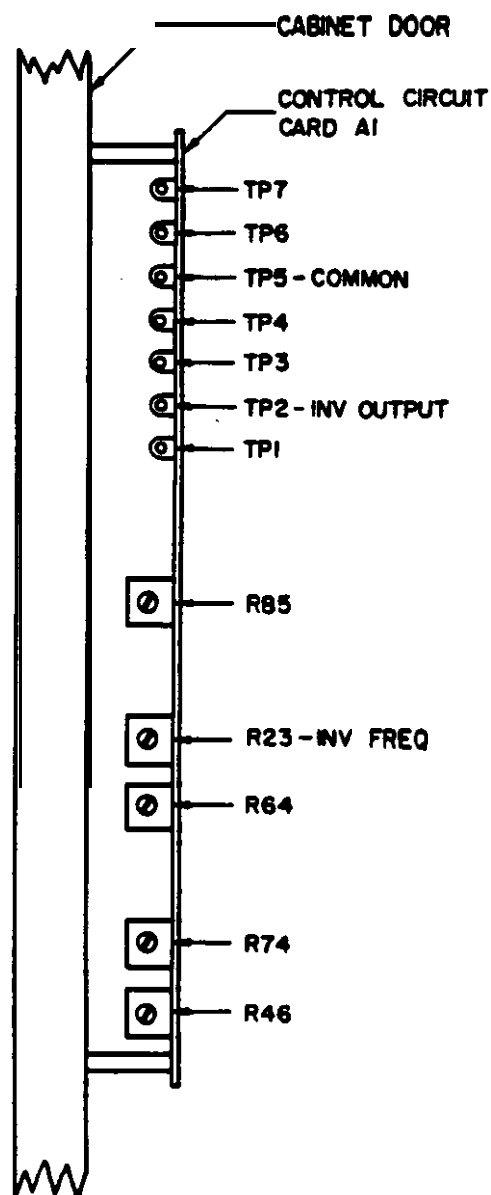 CABINET DOOR
CONTROL CIRCUIT
CARD A1
TP7
TP6
TP5-COMMON
TP4
TP3
TP2-INV OUTPUT
TP1
R85
R23-INV FREQ
R64
R74
R46